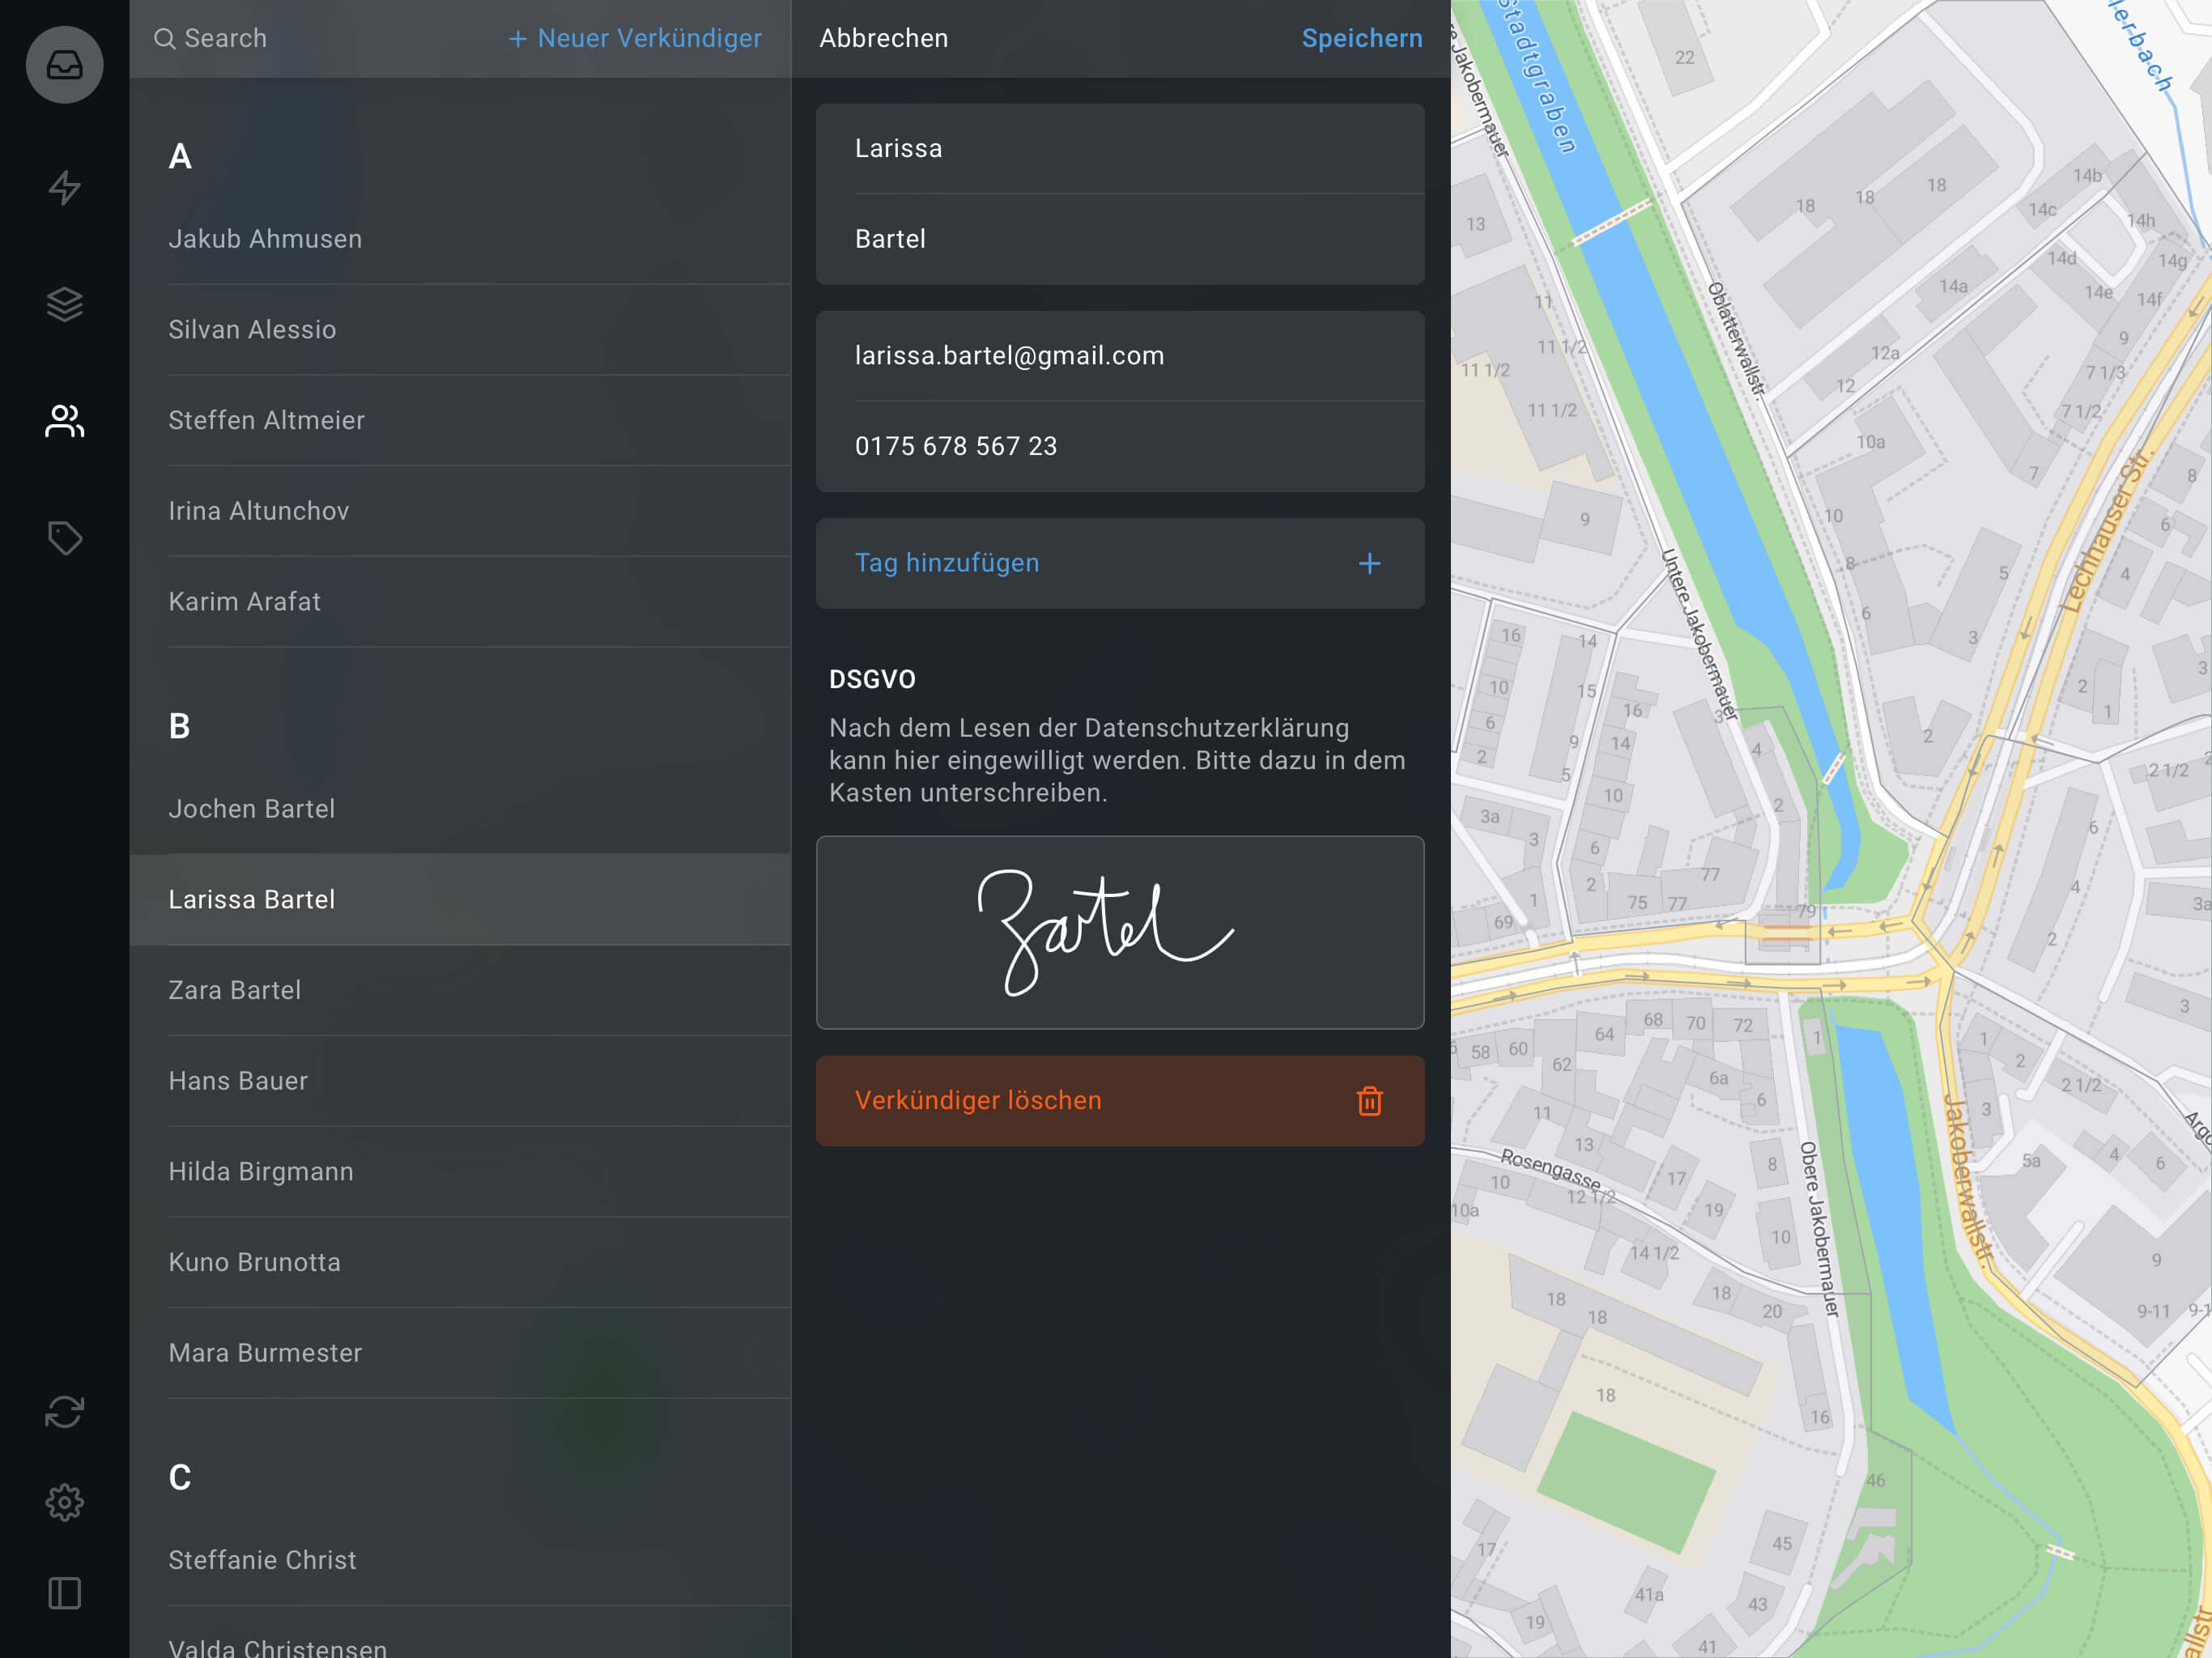 Search
+ Neuer Verkündiger
A
Jakub Ahmusen
Silvan Alessio
Steffen Altmeier
Irina Altunchov
Karim Arafat
B
Jochen Bartel
Larissa Bartel
Zara Bartel
Hans Bauer
Hilda Birgmann
Kuno Brunotta
Mara Burmester
C
Steffanie Christ
Valda Christensen
Abbrechen
Speichern
Larissa
Bartel
larissa.bartel@gmail.com
0175 678 567 23
Tag hinzufügen
DSGVO
Nach dem Lesen der Datenschutzerklärung
kann hier eingewilligt werden. Bitte dazu in dem
Kasten unterschreiben.
Bartel
Verkündiger löschen
Stadtgraben
Jakobermauer
Oblatterwallstr.
Untere Jakobermauer
Lechhauser Str.
Jakoberwallstr.
Rosengasse
Obere Jakobermauer
22
13
18
18
18
14b
14c
14h
14d
14g
14a
14e
14f
11
11 1/2
11 1/2
11 1/2
12a
12
9
7 1/3
7 1/2
10a
7
8
9
10
6
8
5
4
6
3
16
14
10
15
16
6
9
14
2
5
10
3
4
2
2
1
3
2 1/2
3a
3
6
2
1
69
75
77
77
79
6
4
2
3a
3
58
60
62
64
68
70
72
1
6a
6
11
13
8
17
19
10
10
12 1/2
10a
14 1/2
18
20
18
18
18
16
1
2
2 1/2
3
5a
4
6
9
9-11
46
45
17
41a
43
19
41